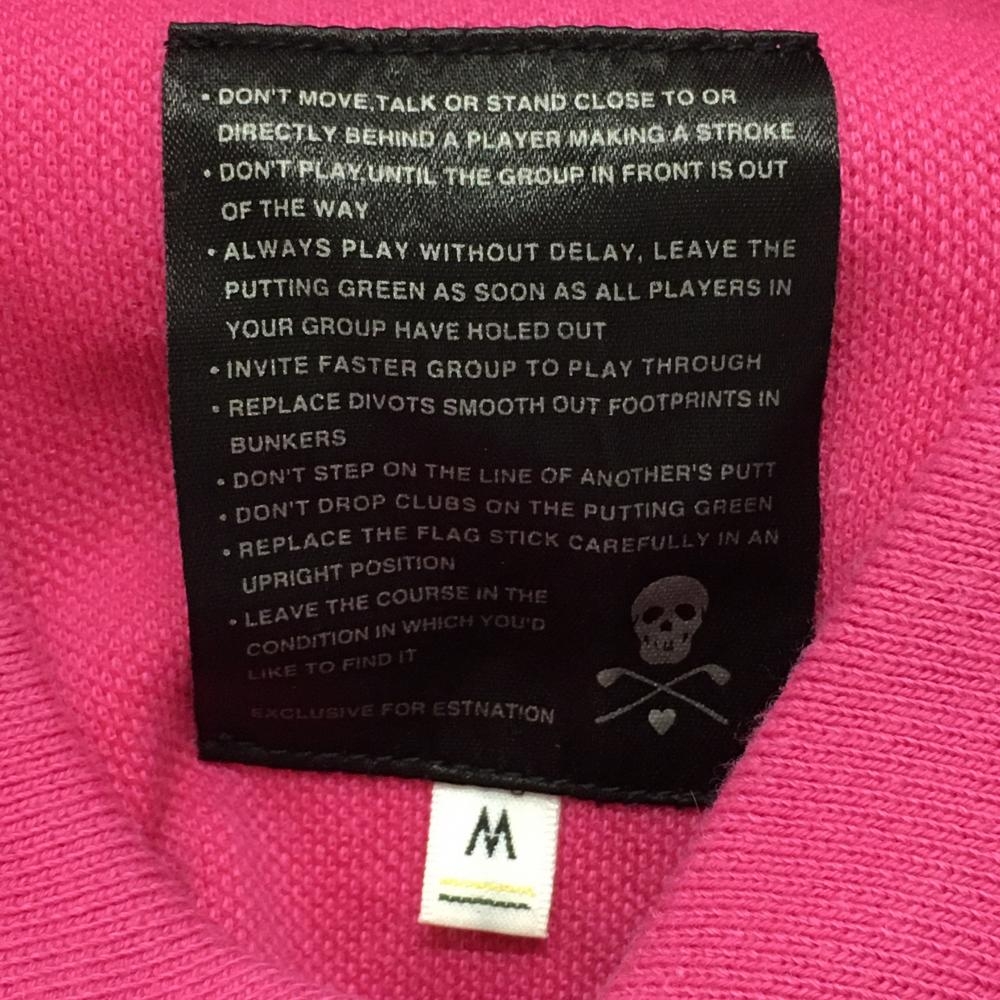 • DON'T MOVE,TALK OR STAND CLOSE TO OR
DIRECTLY BEHIND A PLAYER MAKING A STROKE
• DON'T PLAY.UNTIL THE GROUP IN FRONT IS OUT
OF THE WAY
• ALWAYS PLAY WITHOUT DELAY, LEAVE THE
PUTTING GREEN AS SOON AS ALL PLAYERS IN
YOUR GROUP HAVE HOLED OUT
• INVITE FASTER GROUP TO PLAY THROUGH
• REPLACE DIVOTS SMOOTH OUT FOOTPRINTS IN
BUNKERS
• DON'T STEP ON THE LINE OF ANOTHER'S PUTT
• DON'T DROP CLUBS ON THE PUTTING GREEN
• REPLACE THE FLAG STICK CAREFULLY IN AN
UPRIGHT POSITION
• LEAVE THE COURSE IN THE
CONDITION IN WHICH YOU'D
LIKE TO FIND IT
EXCLUSIVE FOR ESTNATION
M